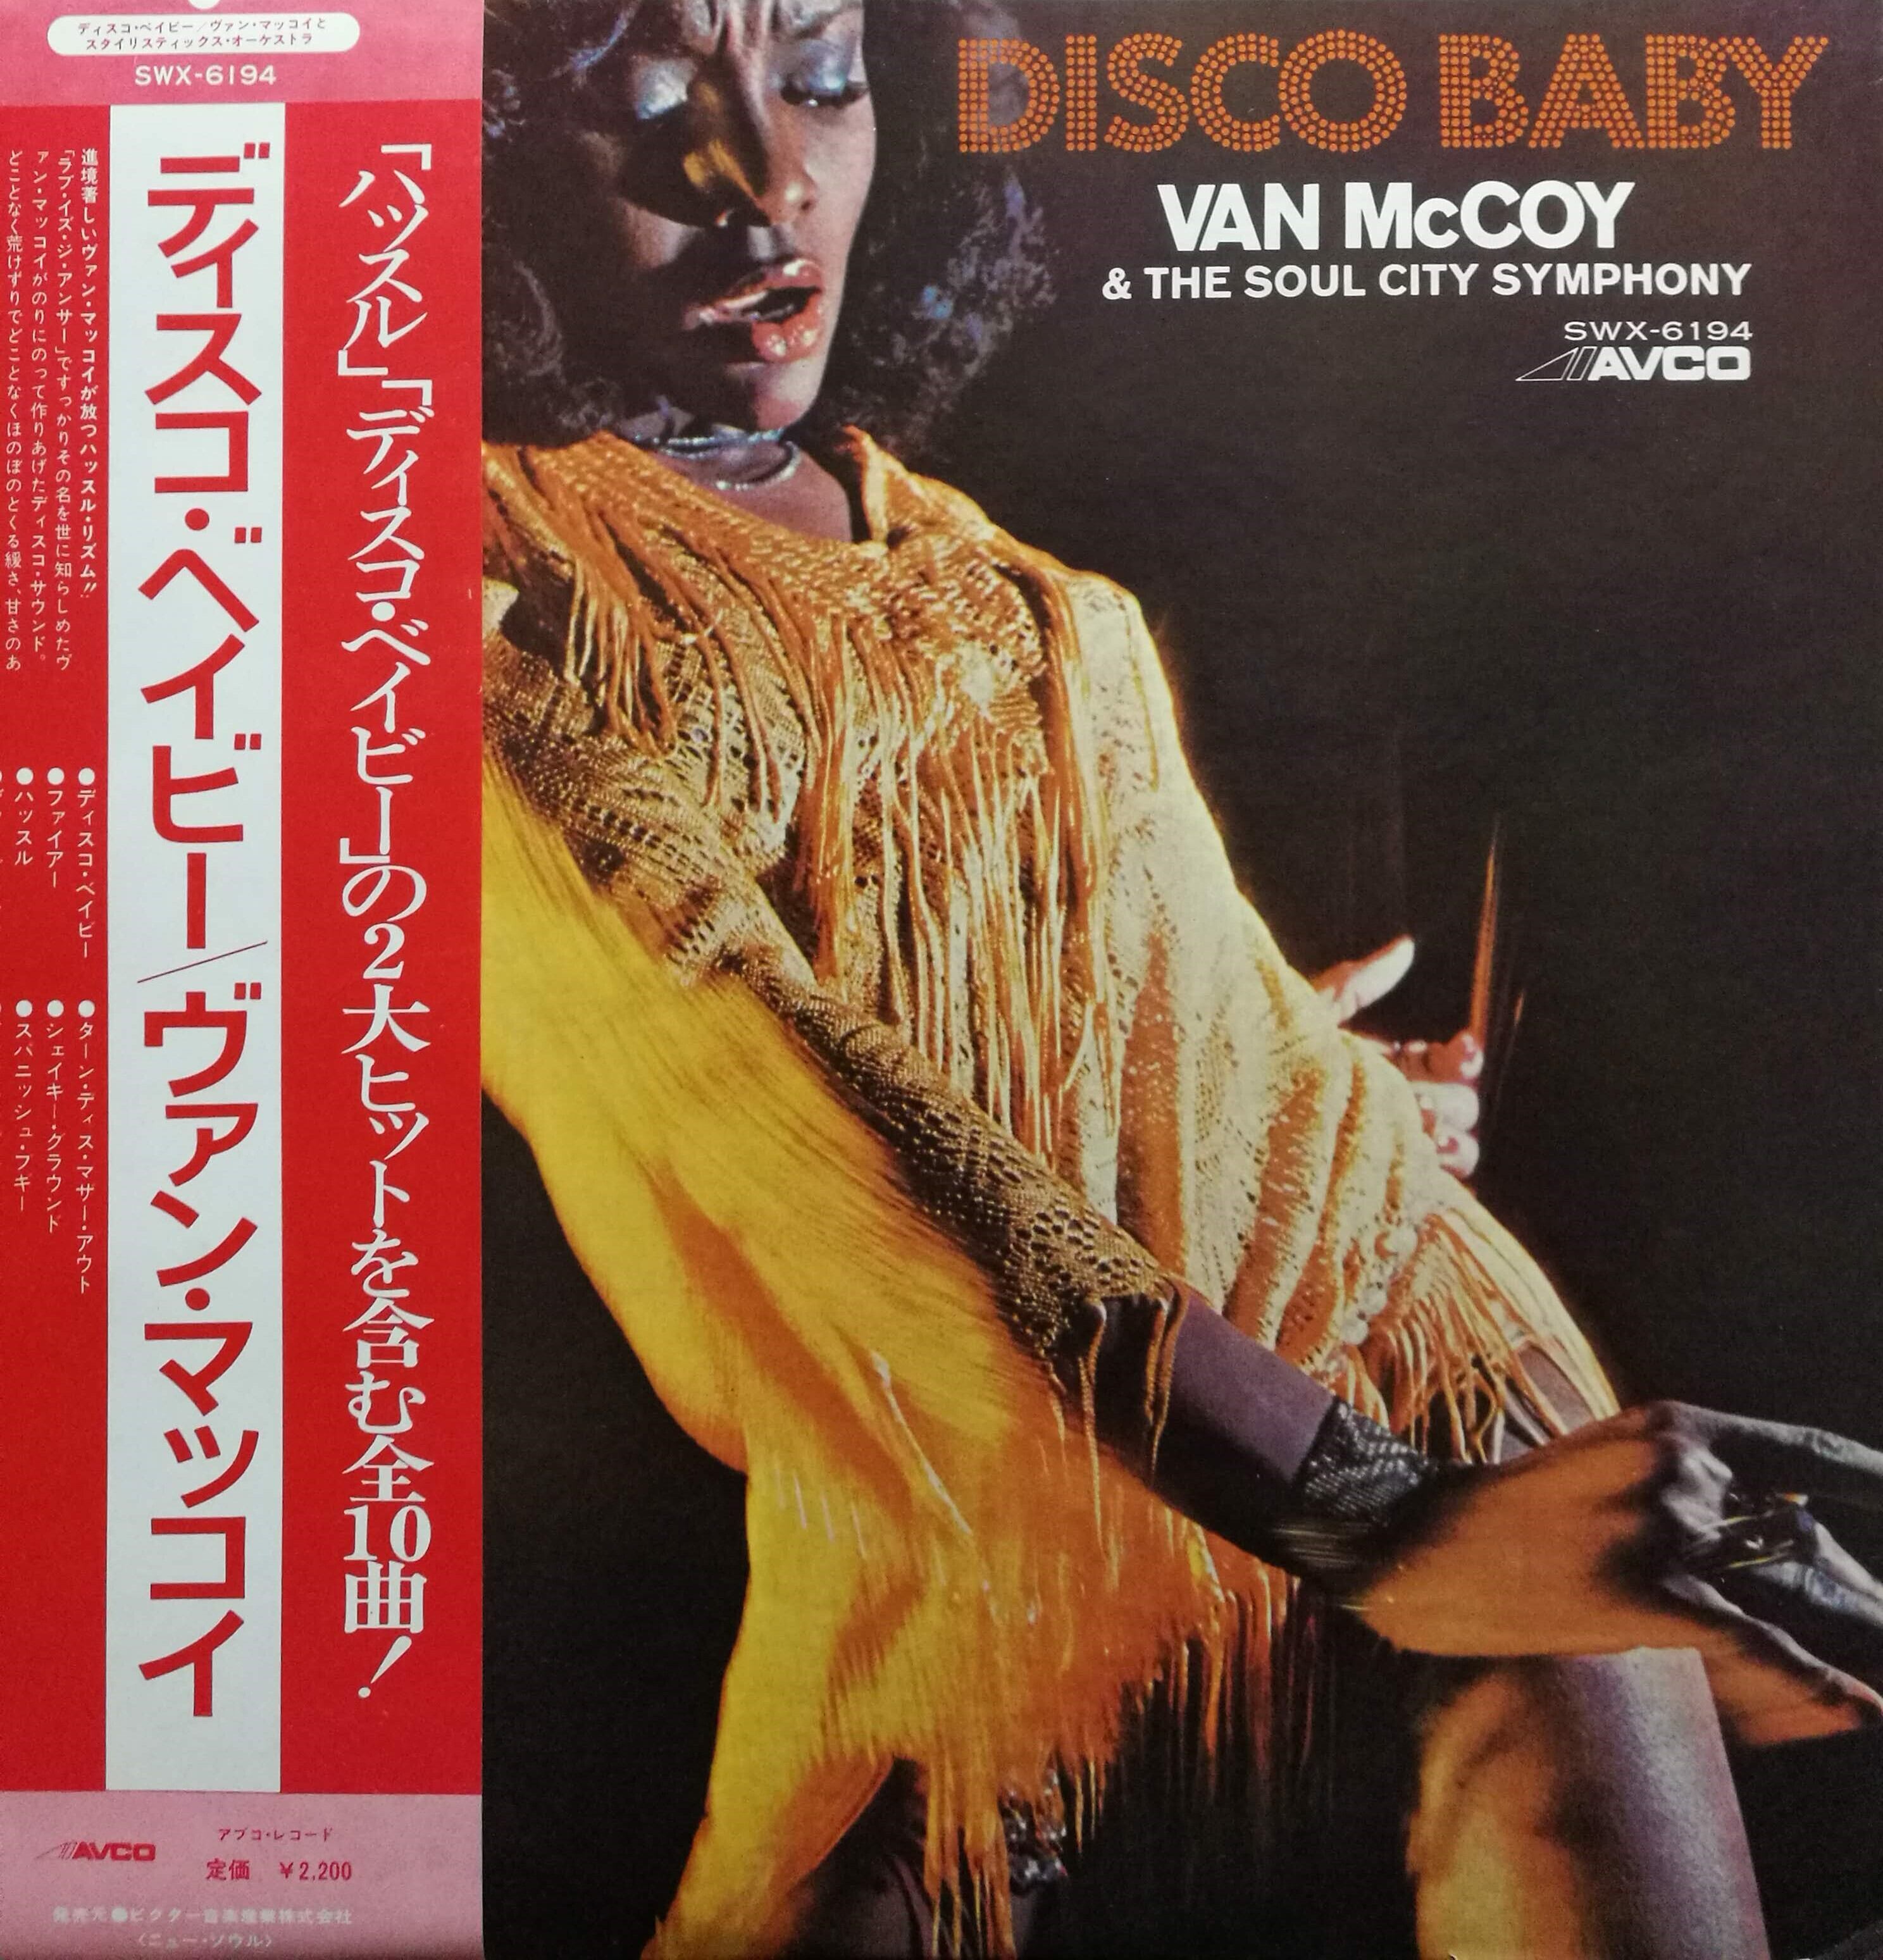 ディスコ・ベイビー/ヴァン・マッコイと
スタイリスティックス・オーケストラ
SWX-6194
「ハッスル」「ディスコ・ベイビー」の2大ヒットを含む全10曲!
ディスコ・ベイビー/ヴァン・マッコイ
進境著しいヴァン・マッコイが放つハッスル・リズム!!
「ラブ・イズ・ジ・アンサー」ですっかりその名を世に知らしめたヴ
ァン・マッコイがのりにのって作りあげたディスコ・サウンド。
どことなく荒けずりでどことなくほのぼのとくる緩さ、甘さのあ
●ディスコ・ベイビー
●ファイアー
●ハッスル
●ターン・ディス・マザー・アウト
●シェイキー・グラウンド
●スパニッシュ・ブギー
AVCO
アブコ・レコード
定価 ¥2,200
発売元●ビクター音楽産業株式会社
〈ニュー・ソウル〉
DISCO BABY
VAN McCOY
& THE SOUL CITY SYMPHONY
SWX-6194
AVCO